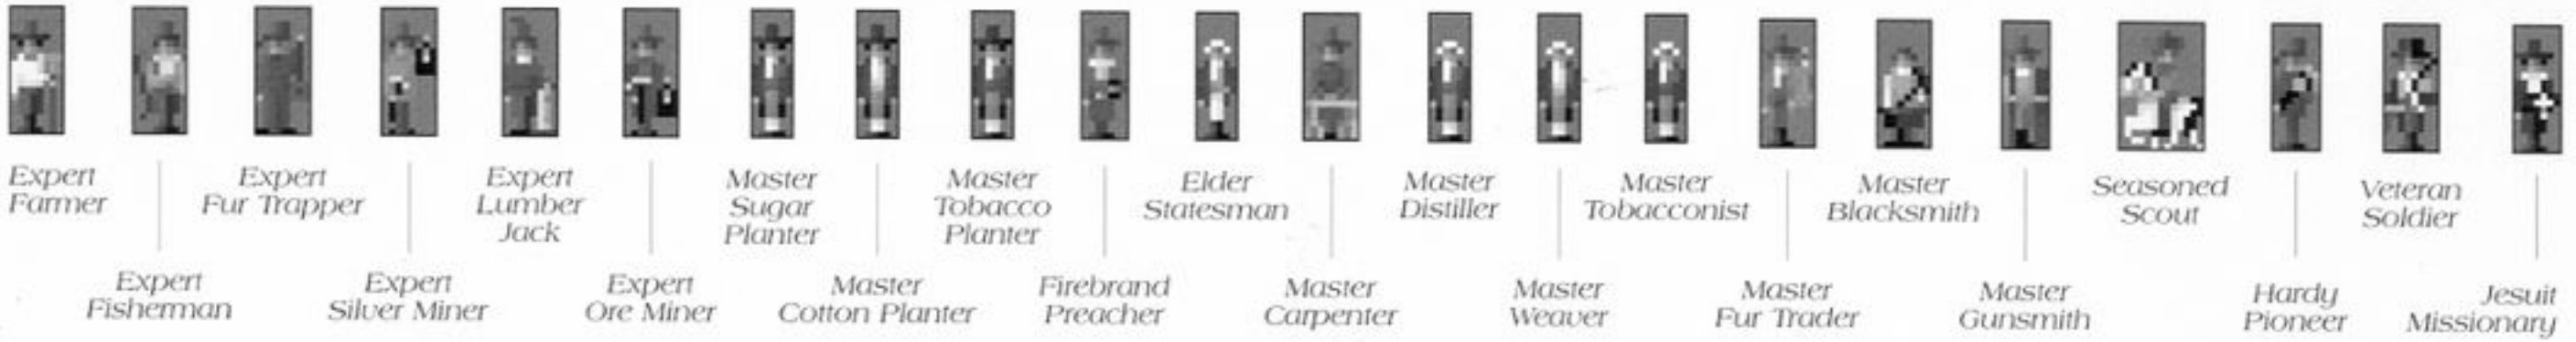 Expert
Farmer
Expert
Fisherman
Expert
Fur Trapper
Expert
Silver Miner
Expert
Lumber
Jack
Expert
Ore Miner
Master
Sugar
Planter
Master
Cotton Planter
Master
Tobacco
Planter
Firebrand
Preacher
Elder
Statesman
Master
Carpenter
Master
Distiller
Master
Weaver
Master
Tobacconist
Master
Fur Trader
Master
Blacksmith
Master
Gunsmith
Seasoned
Scout
Hardy
Pioneer
Veteran
Soldier
Jesuit
Missionary